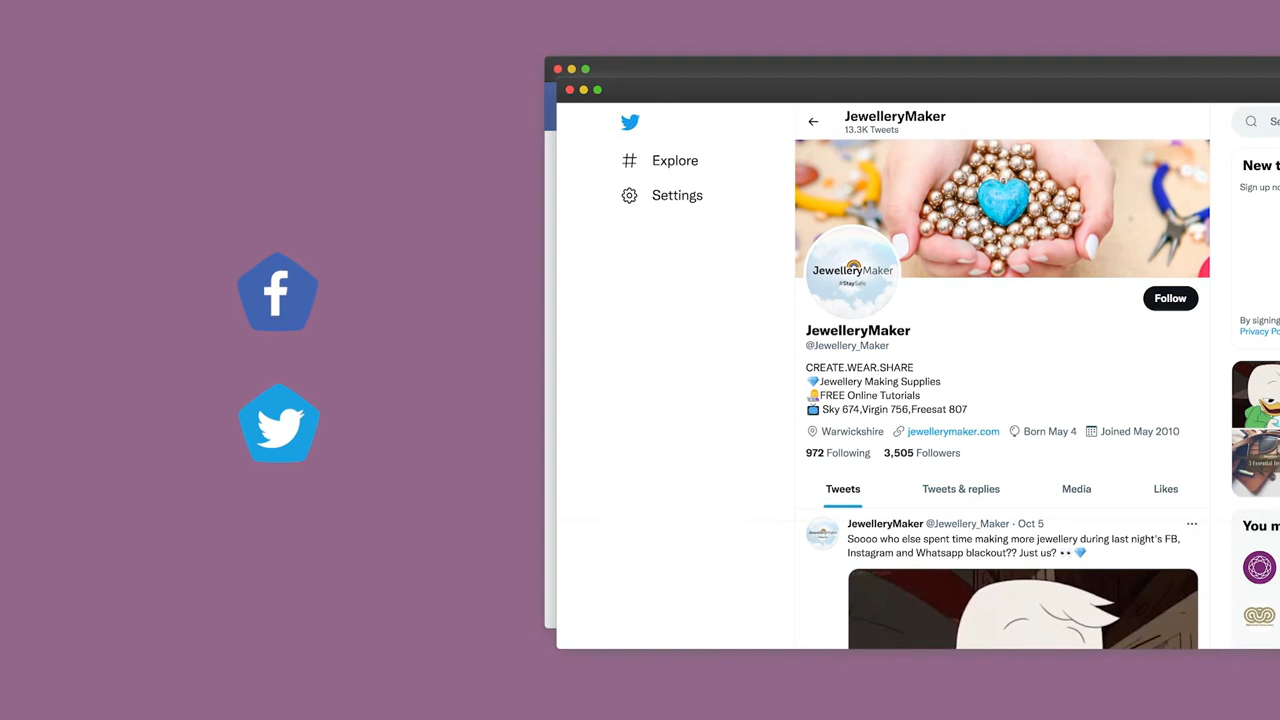 JewelleryMaker
13.3K Tweets
Se
Explore
Settings
New t
Sign up no
JewelleryMaker
#StaySafe
Follow
By signing
Privacy Po
JewelleryMaker
@Jewellery_Maker
CREATE.WEAR.SHARE
💎Jewellery Making Supplies
👷FREE Online Tutorials
📺 Sky 674,Virgin 756,Freesat 807
Warwickshire jewellerymaker.com Born May 4 Joined May 2010
972 Following 3,505 Followers
Tweets Tweets & replies Media Likes
JewelleryMaker @Jewellery_Maker · Oct 5
Soooo who else spent time making more jewellery during last night's FB,
Instagram and Whatsapp blackout?? Just us? 👀 💎
You m